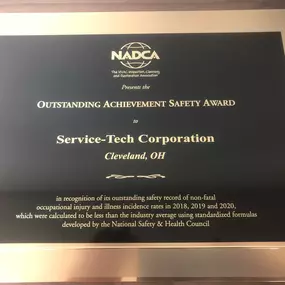 NADCA
The HVAC Inspection, Cleaning
and Restoration Association
Presents the
OUTSTANDING ACHIEVEMENT SAFETY AWARD
to
Service-Tech Corporation
Cleveland, OH
in recognition of its outstanding safety record of non-fatal
occupational injury and illness incidence rates in 2018, 2019 and 2020,
which were calculated to be less than the industry average using standardized formulas
developed by the National Safety & Health Council